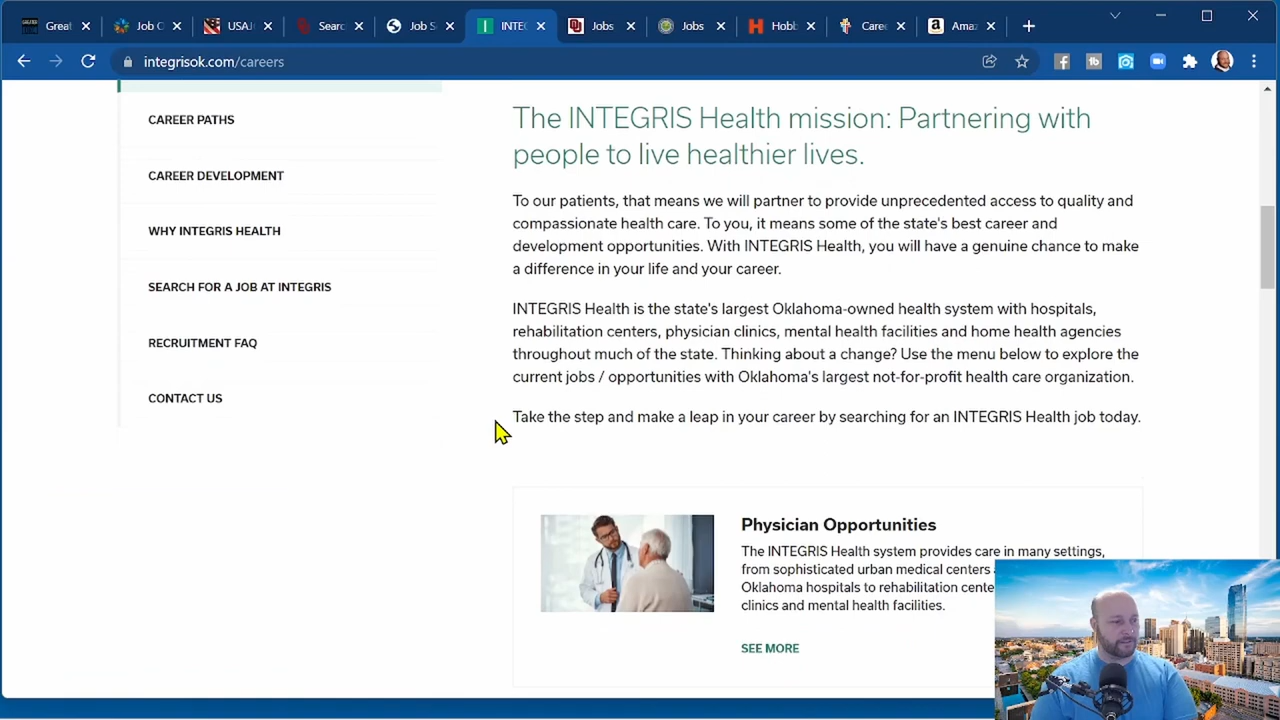 Great
Job O
USAJ
Searc
Job S
INTE
Jobs
Jobs
Hobb
Caree
Amaz
integrisok.com/careers
CAREER PATHS
CAREER DEVELOPMENT
WHY INTEGRIS HEALTH
SEARCH FOR A JOB AT INTEGRIS
RECRUITMENT FAQ
CONTACT US
The INTEGRIS Health mission: Partnering with
people to live healthier lives.
To our patients, that means we will partner to provide unprecedented access to quality and
compassionate health care. To you, it means some of the state's best career and
development opportunities. With INTEGRIS Health, you will have a genuine chance to make
a difference in your life and your career.
INTEGRIS Health is the state's largest Oklahoma-owned health system with hospitals,
rehabilitation centers, physician clinics, mental health facilities and home health agencies
throughout much of the state. Thinking about a change? Use the menu below to explore the
current jobs / opportunities with Oklahoma's largest not-for-profit health care organization.
Take the step and make a leap in your career by searching for an INTEGRIS Health job today.
Physician Opportunities
The INTEGRIS Health system provides care in many settings,
from sophisticated urban medical centers
Oklahoma hospitals to rehabilitation cente
clinics and mental health facilities.
SEE MORE